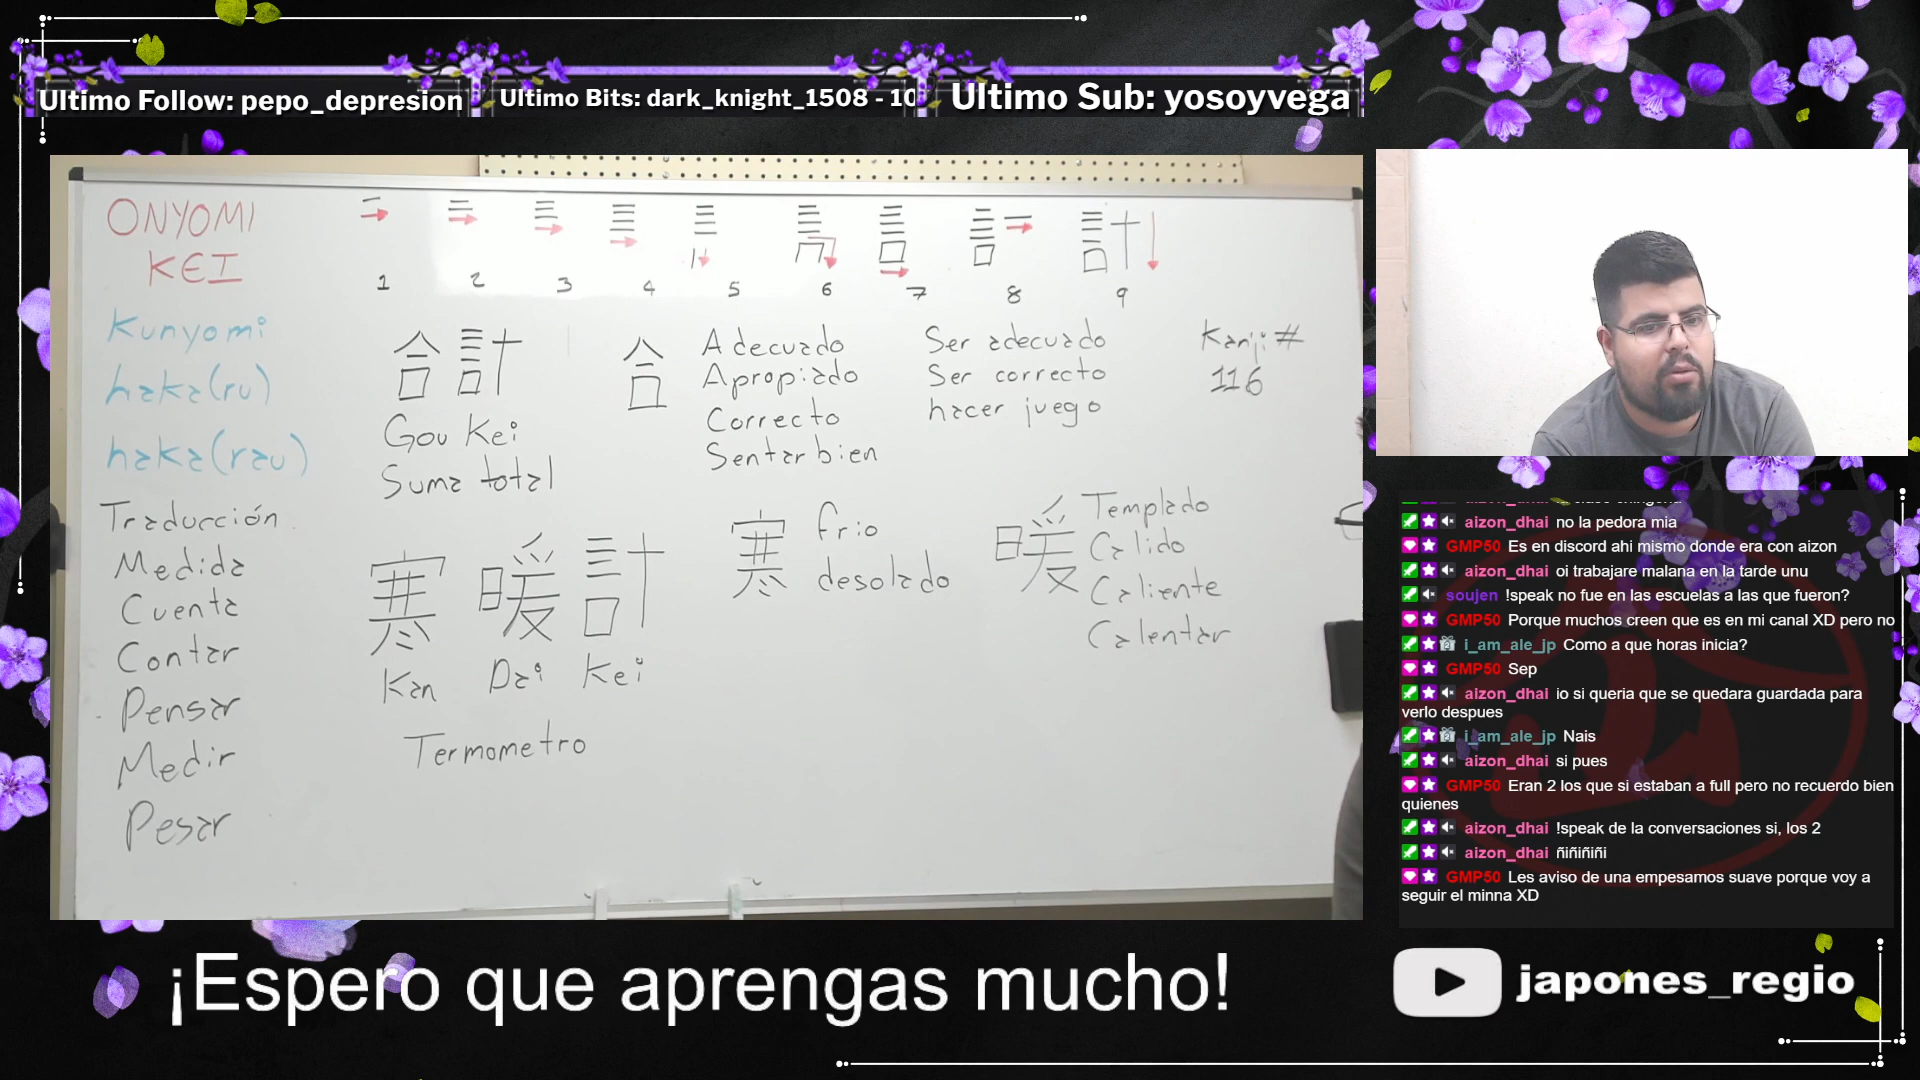 Ultimo Follow: pepo_depresion
Ultimo Bits: dark_knight_1508 - 10
Ultimo Sub: yosoyvega
ONYOMI
KEI
Kunyomi
haka(ru)
haka(rau)
Traducción
Medida
Cuenta
Contar
Pensar
Medir
Pesar
1 2 3 4 5 6 7 8 9
合計
Gou Kei
Suma total
合
Adecuado
Apropiado
Correcto
Sentar bien
Ser adecuado
Ser correcto
hacer juego
Kanji #
116
寒暖計
Kan Dai Kei
Termometro
寒
frio
desolado
暖
Templado
Calido
Caliente
Calentar
aizon_dhai no la pedora mia
GMP50 Es en discord ahi mismo donde era con aizon
aizon_dhai oi trabajare malana en la tarde unu
soujen !speak no fue en las escuelas a las que fueron?
GMP50 Porque muchos creen que es en mi canal XD pero no
i_am_ale_jp Como a que horas inicia?
GMP50 Sep
aizon_dhai io si queria que se quedara guardada para
verlo despues
i_am_ale_jp Nais
aizon_dhai si pues
GMP50 Eran 2 los que si estaban a full pero no recuerdo bien
quienes
aizon_dhai !speak de la conversaciones si, los 2
aizon_dhai ñiñiñiñi
GMP50 Les aviso de una empesamos suave porque voy a
seguir el minna XD
¡Espero que aprengas mucho!
japones_regio